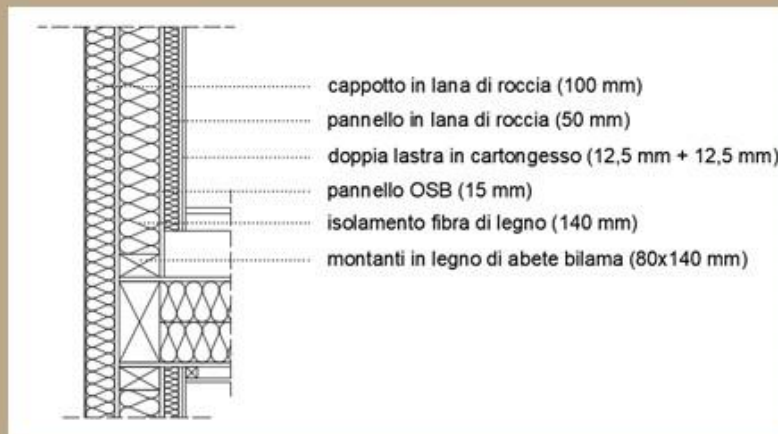 cappotto in lana di roccia (100 mm)
pannello in lana di roccia (50 mm)
doppia lastra in cartongesso (12,5 mm + 12,5 mm)
pannello OSB (15 mm)
isolamento fibra di legno (140 mm)
montanti in legno di abete bilama (80x140 mm)